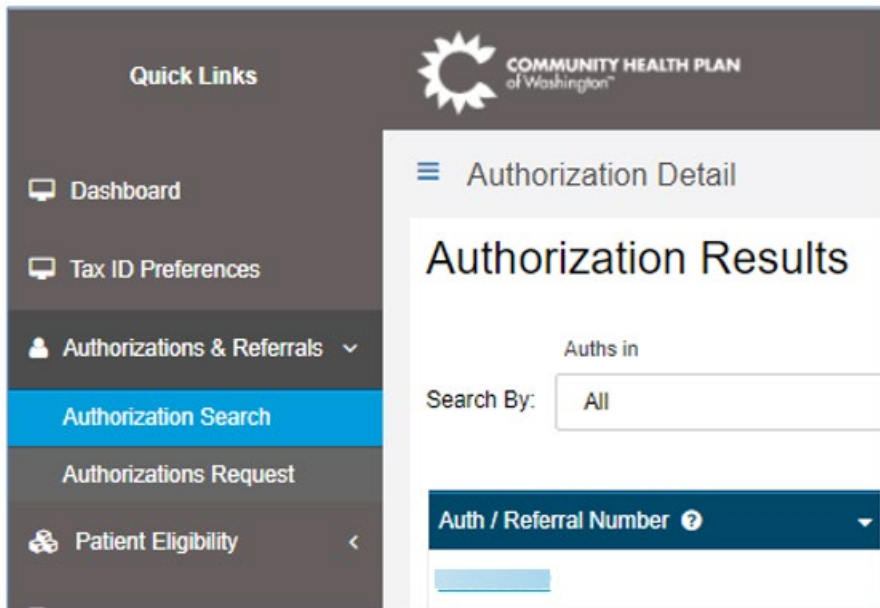 Quick Links
COMMUNITY HEALTH PLAN
of Washington™
Dashboard
Tax ID Preferences
Authorizations & Referrals
Authorization Search
Authorizations Request
Patient Eligibility
Authorization Detail
Authorization Results
Auths in
Search By:
All
Auth / Referral Number